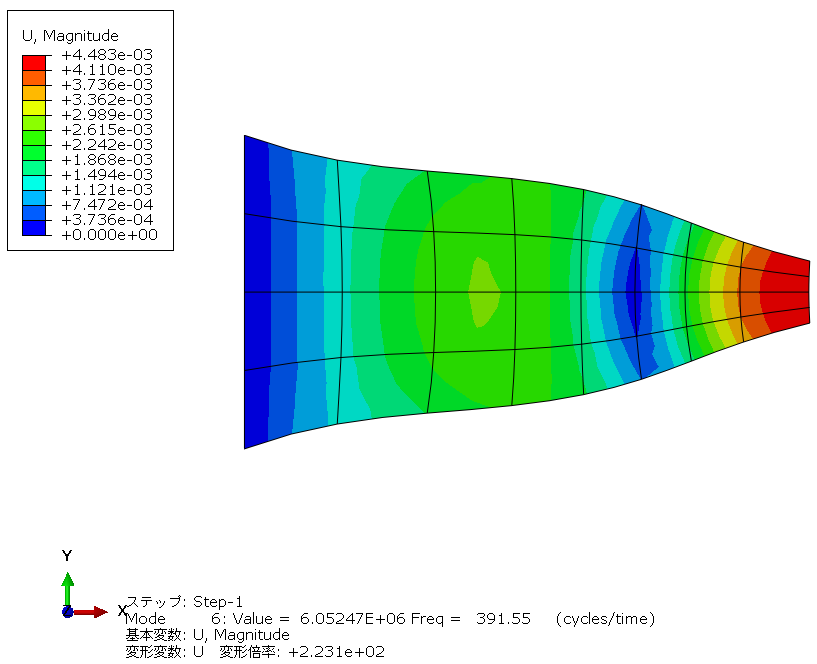 U, Magnitude
+4.483e-03
+4.110e-03
+3.736e-03
+3.362e-03
+2.989e-03
+2.615e-03
+2.242e-03
+1.868e-03
+1.494e-03
+1.121e-03
+7.472e-04
+3.736e-04
+0.000e+00
Y
Z
X
ステップ: Step-1
Mode 6: Value = 6.05247E+06 Freq = 391.55 (cycles/time)
基本変数: U, Magnitude
変形変数: U 変形倍率: +2.231e+02